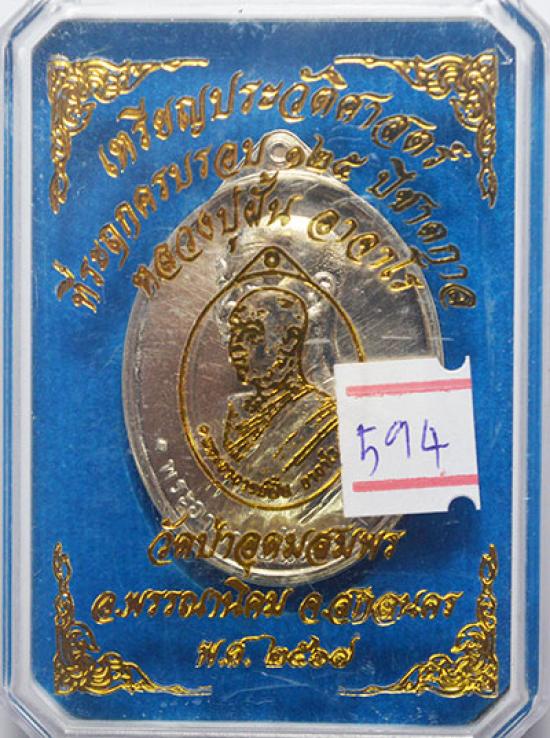 เหรียญประวัติศาสตร์
ที่ระฤกครบรอบ ๑๒๕ ปีชาตกาล
หลวงปู่ฝั้น อาจาโร
594
วัดป่าอุดมสมพร
อ.พรรณานิคม จ.สกลนคร
พ.ศ. ๒๕๖๗